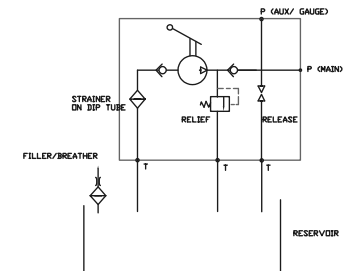 P (AUX/ GAUGE)
P (MAIN)
STRAINER
ON DIP TUBE
RELIEF
RELEASE
FILLER/BREATHER
T
T
T
RESERVOIR